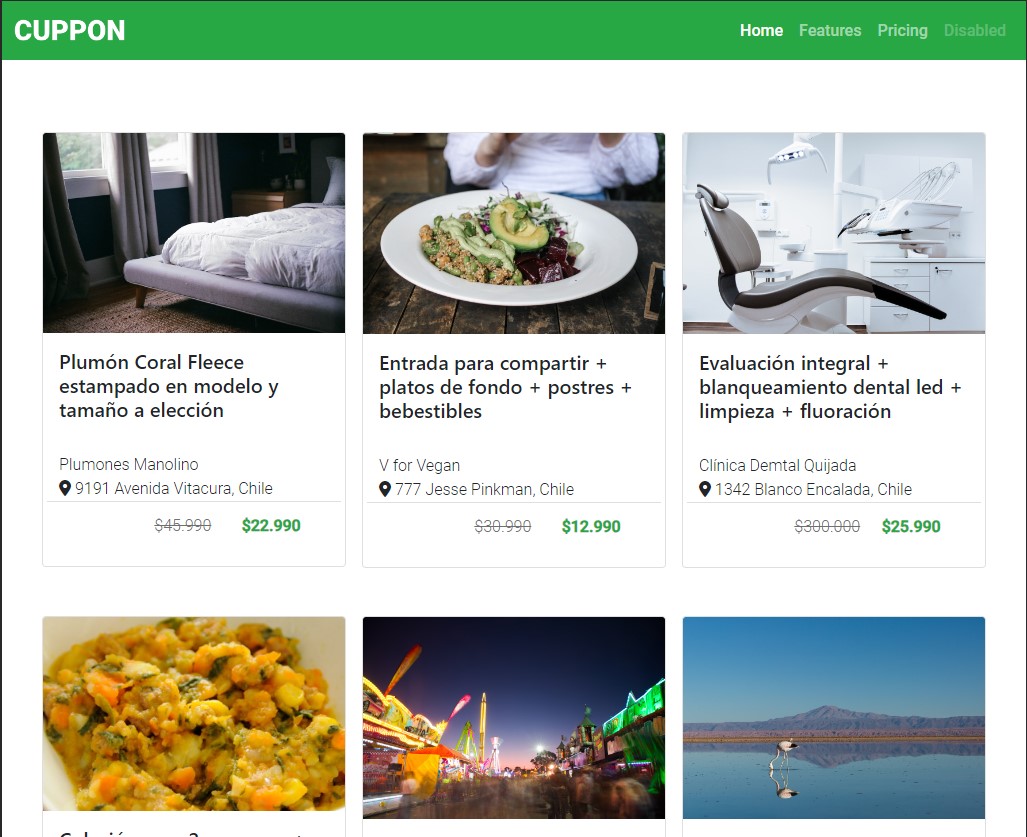 CUPPON
Home Features Pricing Disabled
Plumón Coral Fleece
estampado en modelo y
tamaño a elección
Plumones Manolino
9191 Avenida Vitacura, Chile
$45.990 $22.990
Entrada para compartir +
platos de fondo + postres +
bebestibles
V for Vegan
777 Jesse Pinkman, Chile
$30.990 $12.990
Evaluación integral +
blanqueamiento dental led +
limpieza + fluoración
Clínica Demtal Quijada
1342 Blanco Encalada, Chile
$300.000 $25.990